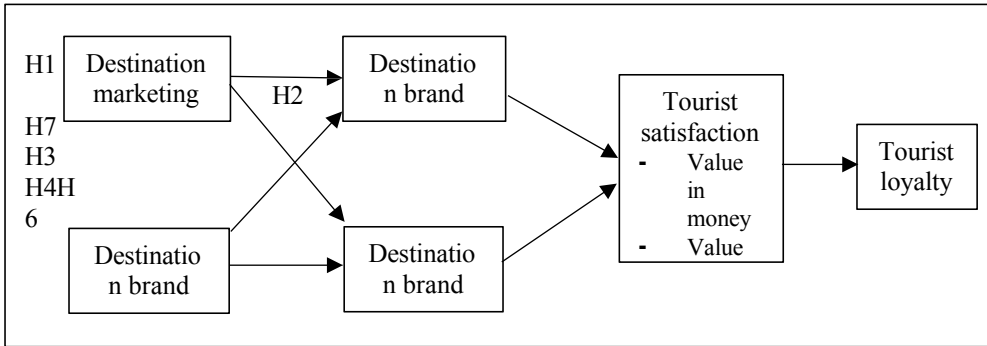 H1
H7
H3
H4H
6
Destination
marketing
H2
Destinatio
n brand
Destinatio
n brand
Destinatio
n brand
Tourist
satisfaction
- Value
in
money
- Value
Tourist
loyalty